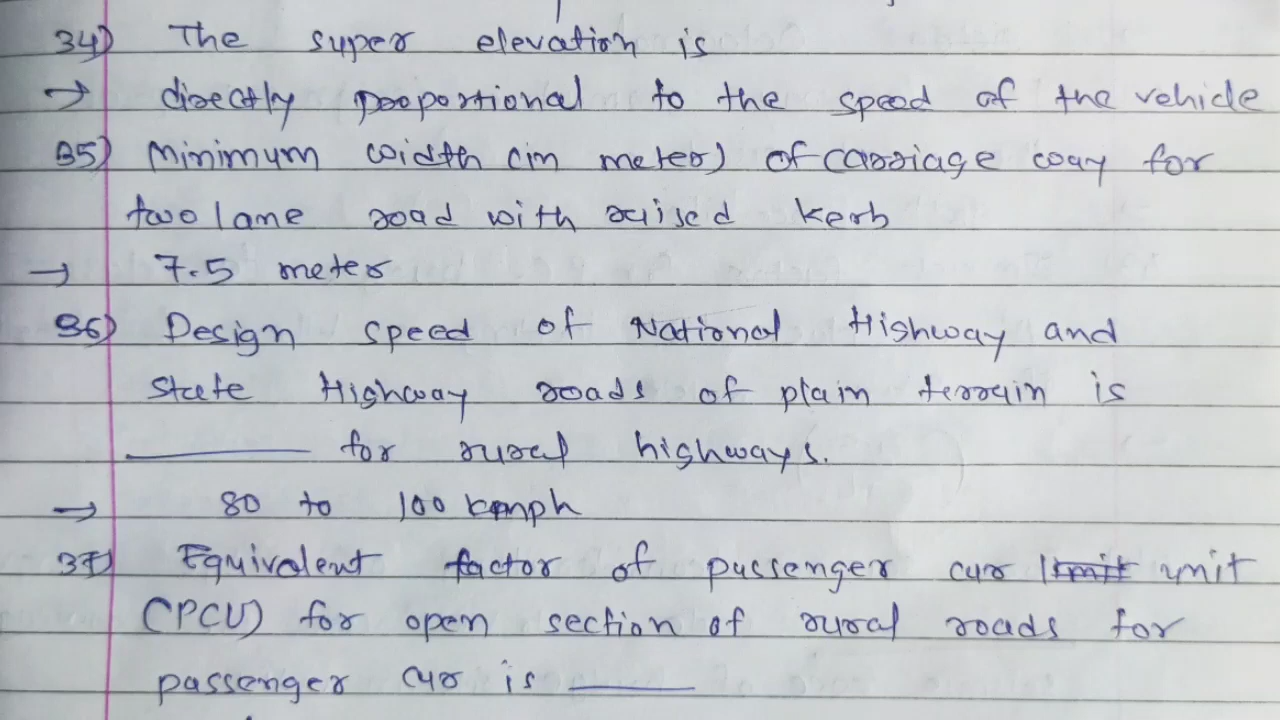 34) The super elevation is
→ directly proportional to the speed of the vehicle
35) Minimum width (in meter) of carriage way for
two lane road with raised kerb
→ 7.5 meter
36) Design speed of National Highway and
State Highway roads of plain terrain is
______ for rural highways.
→ 80 to 100 kmph
37) Equivalent factor of passenger car unit
(PCU) for open section of rural roads for
passenger car is ______